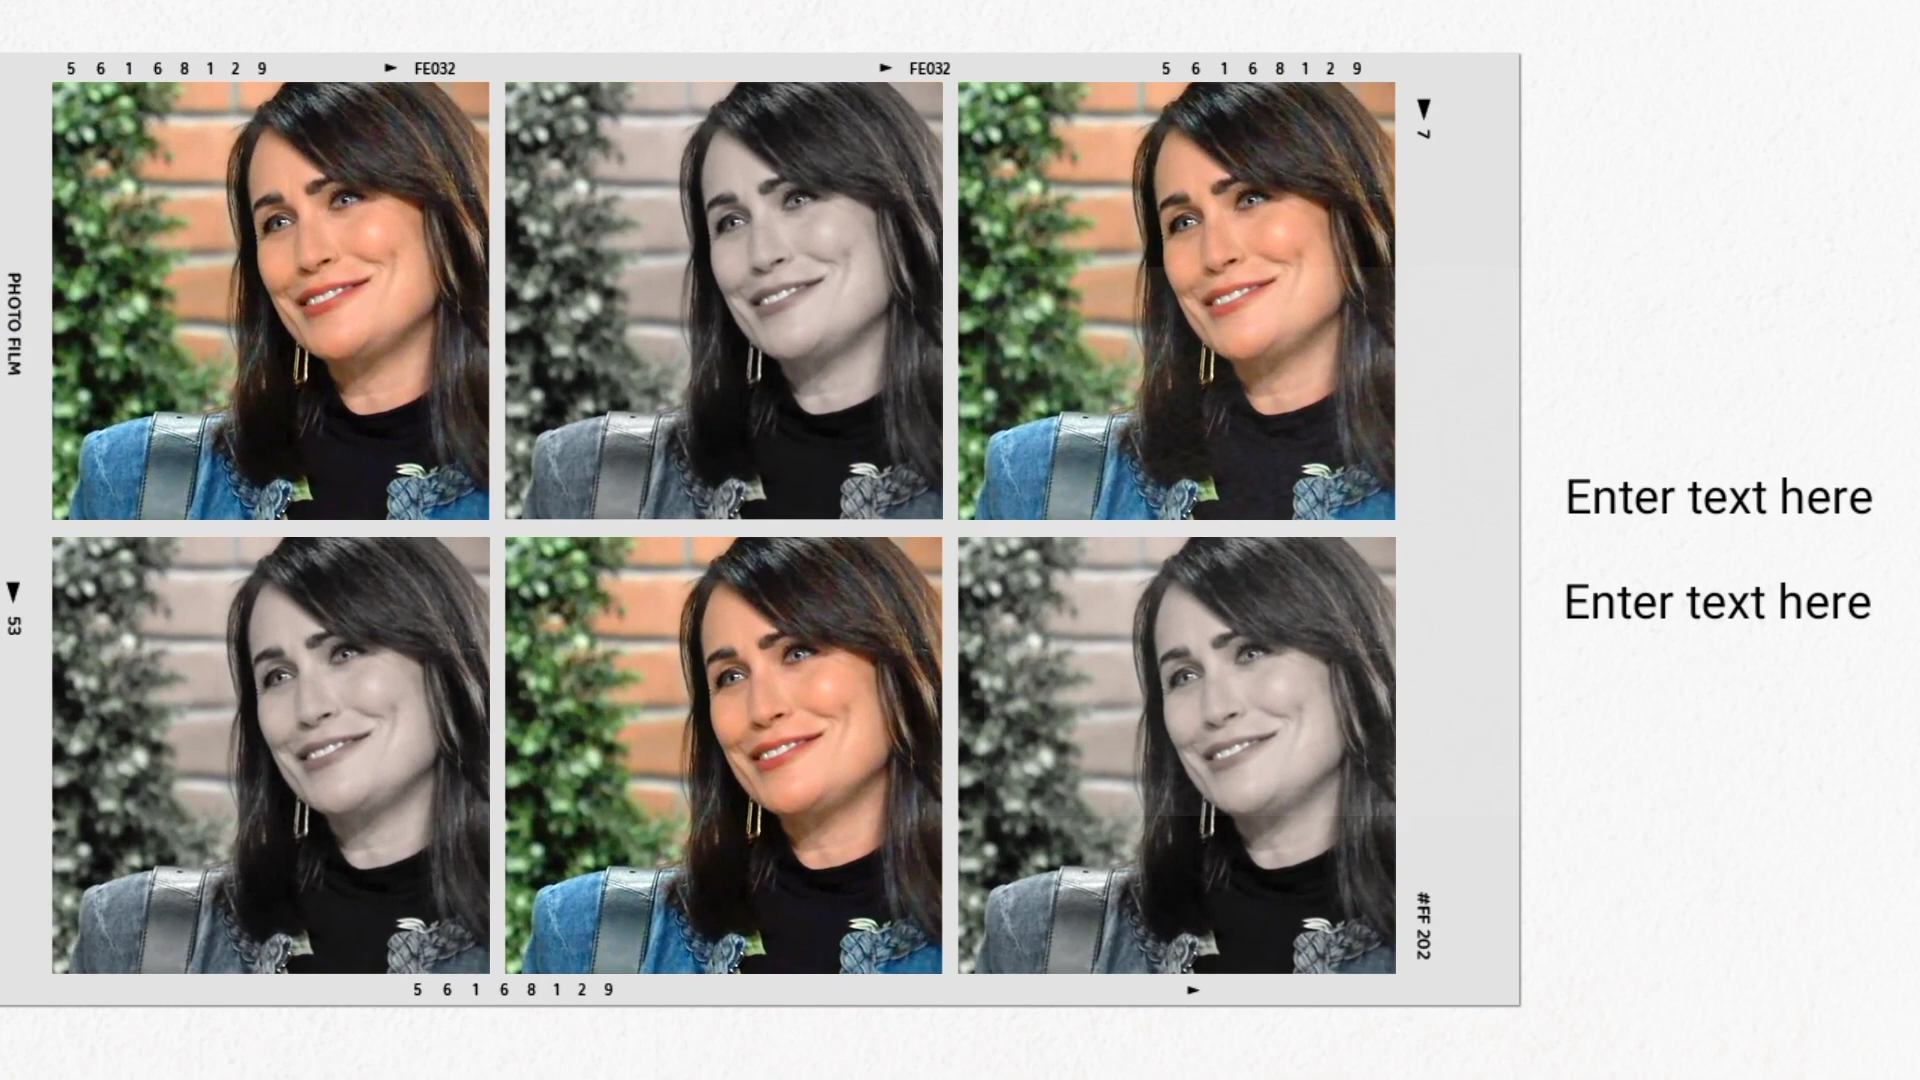 5 6 1 6 8 1 2 9
► FE032
► FE032
5 6 1 6 8 1 2 9
▼ 7
PHOTO FILM
▼ 53
Enter text here
Enter text here
#FF 202
5 6 1 6 8 1 2 9
►